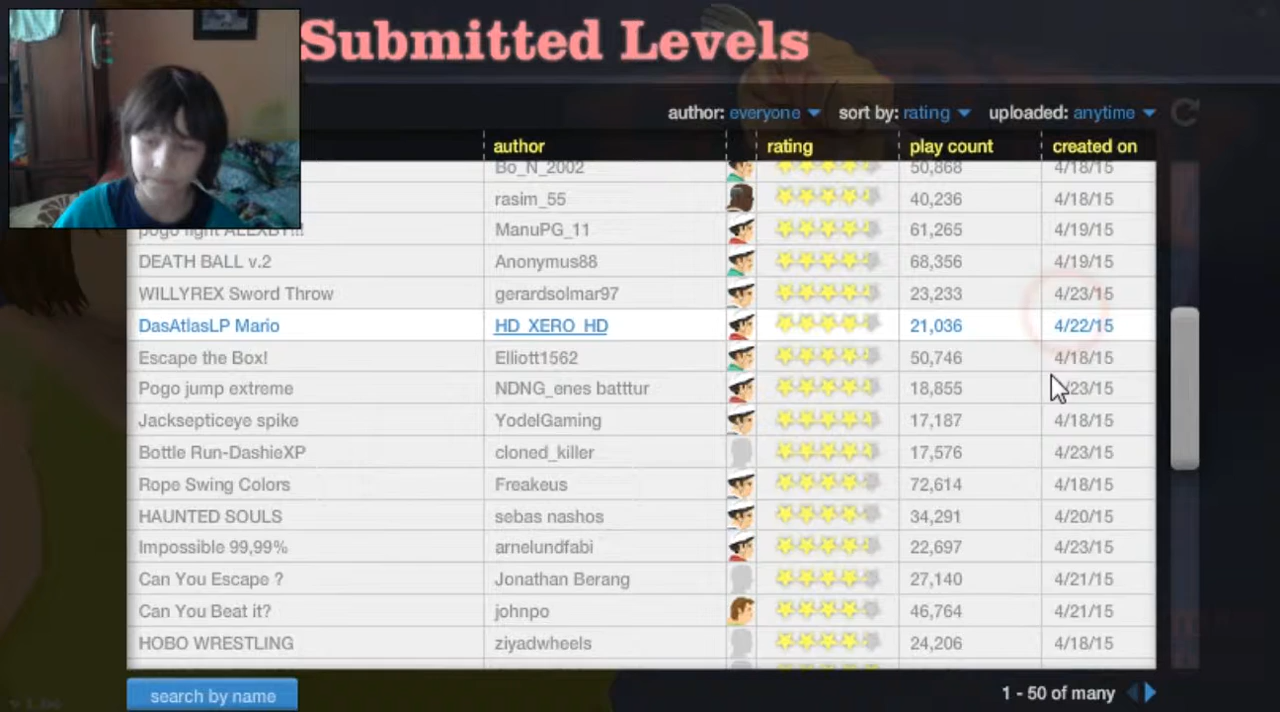 Submitted Levels
author: everyone sort by: rating uploaded: anytime
author rating play count created on
Bo_N_2002 50,868 4/18/15
rasim_55 40,236 4/18/15
pogo fight ALEXBY!!! ManuPG_11 61,265 4/19/15
DEATH BALL v.2 Anonymus88 68,356 4/19/15
WILLYREX Sword Throw gerardsolmar97 23,233 4/23/15
DasAtlasLP Mario HD_XERO_HD 21,036 4/22/15
Escape the Box! Elliott1562 50,746 4/18/15
Pogo jump extreme NDNG_enes batttur 18,855 /23/15
Jacksepticeye spike YodelGaming 17,187 4/18/15
Bottle Run-DashieXP cloned_killer 17,576 4/23/15
Rope Swing Colors Freakeus 72,614 4/18/15
HAUNTED SOULS sebas nashos 34,291 4/20/15
Impossible 99,99% arnelundfabi 22,697 4/23/15
Can You Escape ? Jonathan Berang 27,140 4/21/15
Can You Beat it? johnpo 46,764 4/21/15
HOBO WRESTLING ziyadwheels 24,206 4/18/15
search by name 1 - 50 of many